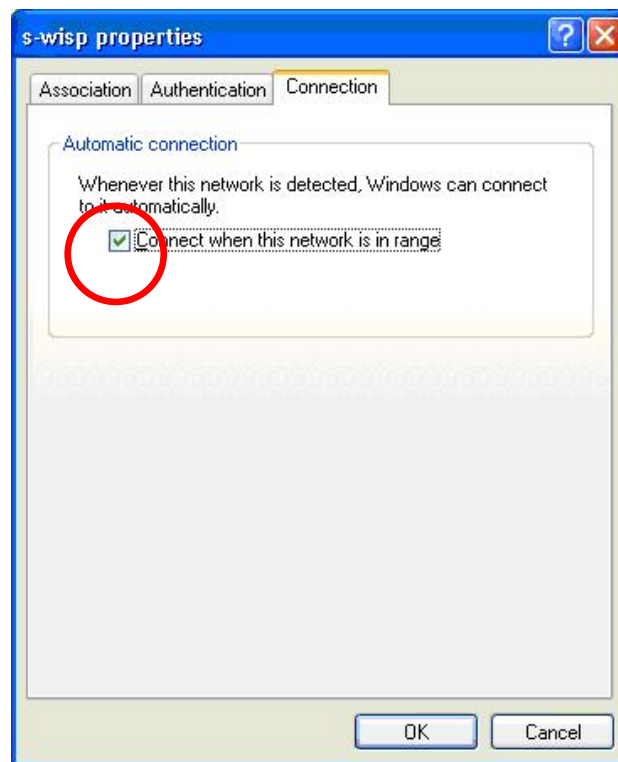 s-wisp properties
Association Authentication Connection
Automatic connection
Whenever this network is detected, Windows can connect
to it automatically.
Connect when this network is in range
OK Cancel